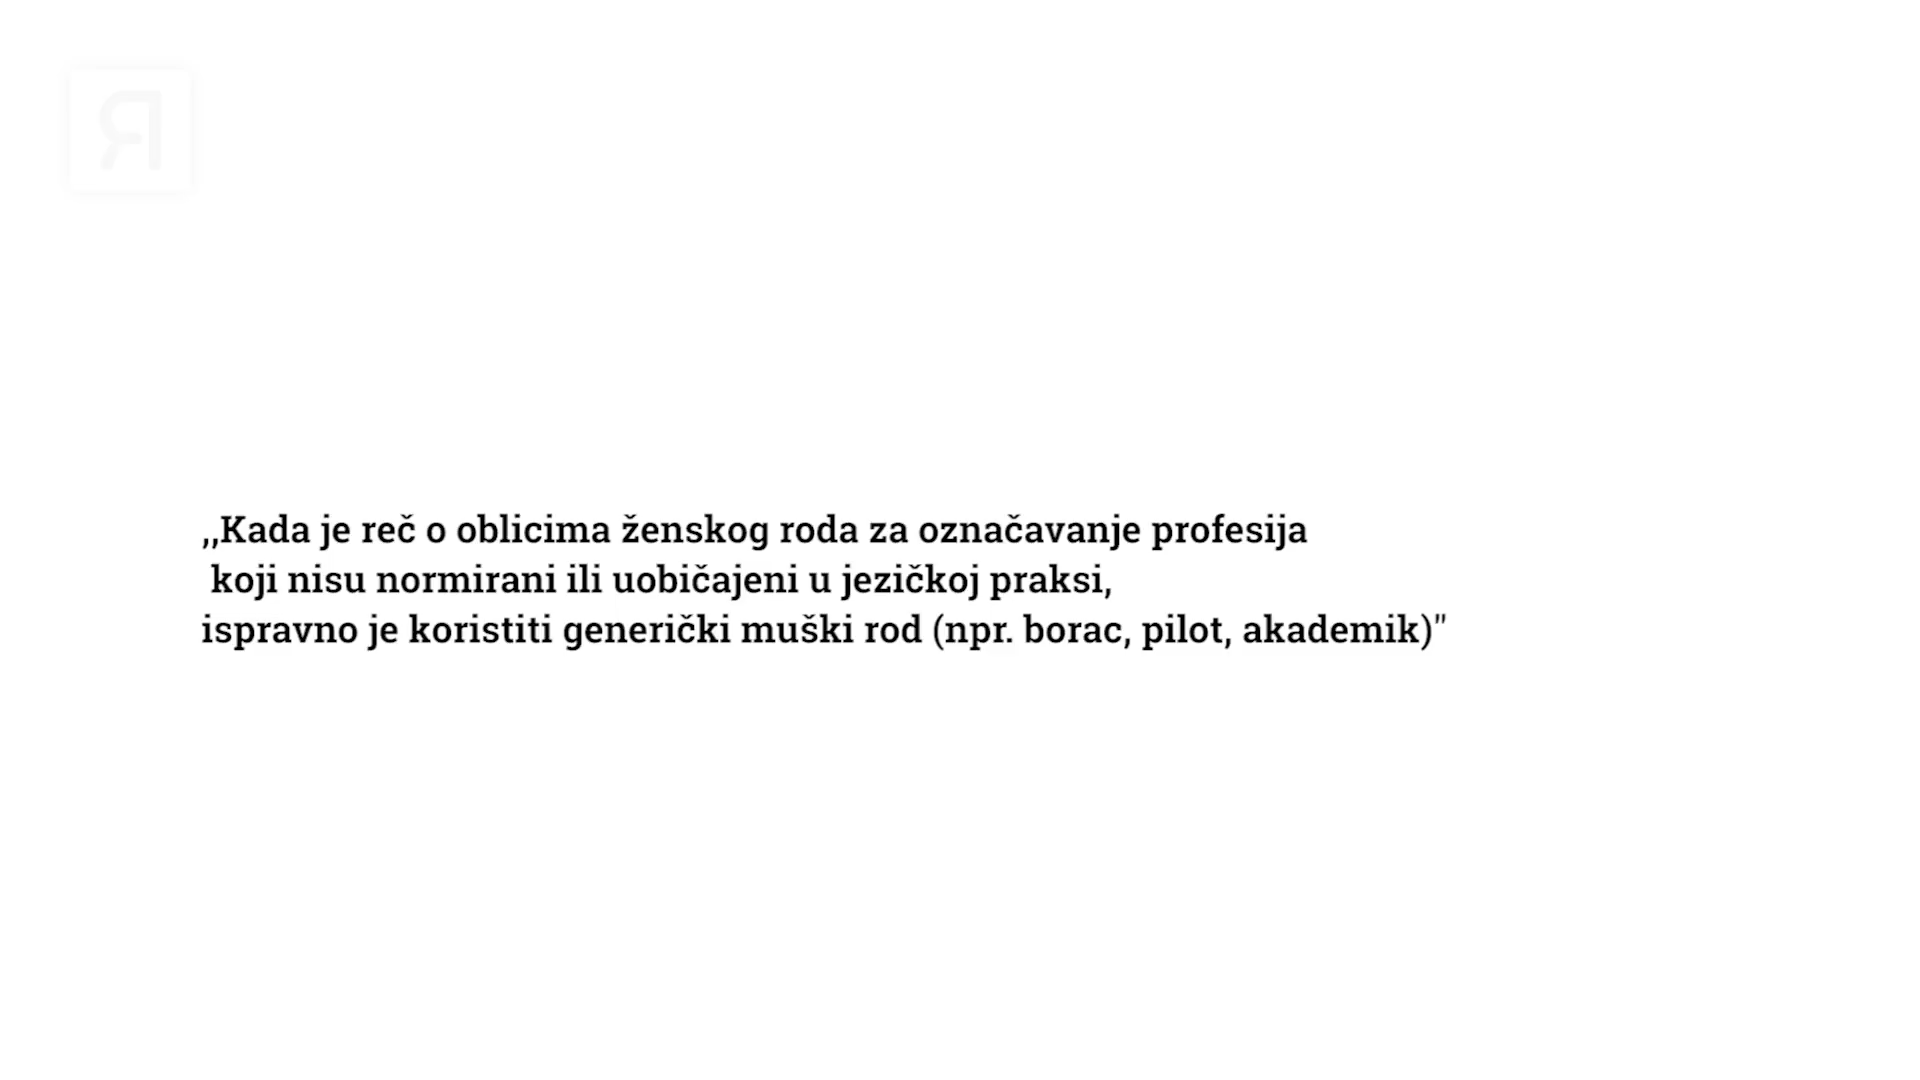 ,,Kada je reč o oblicima ženskog roda za označavanje profesija
koji nisu normirani ili uobičajeni u jezičkoj praksi,
ispravno je koristiti generički muški rod (npr. borac, pilot, akademik)"